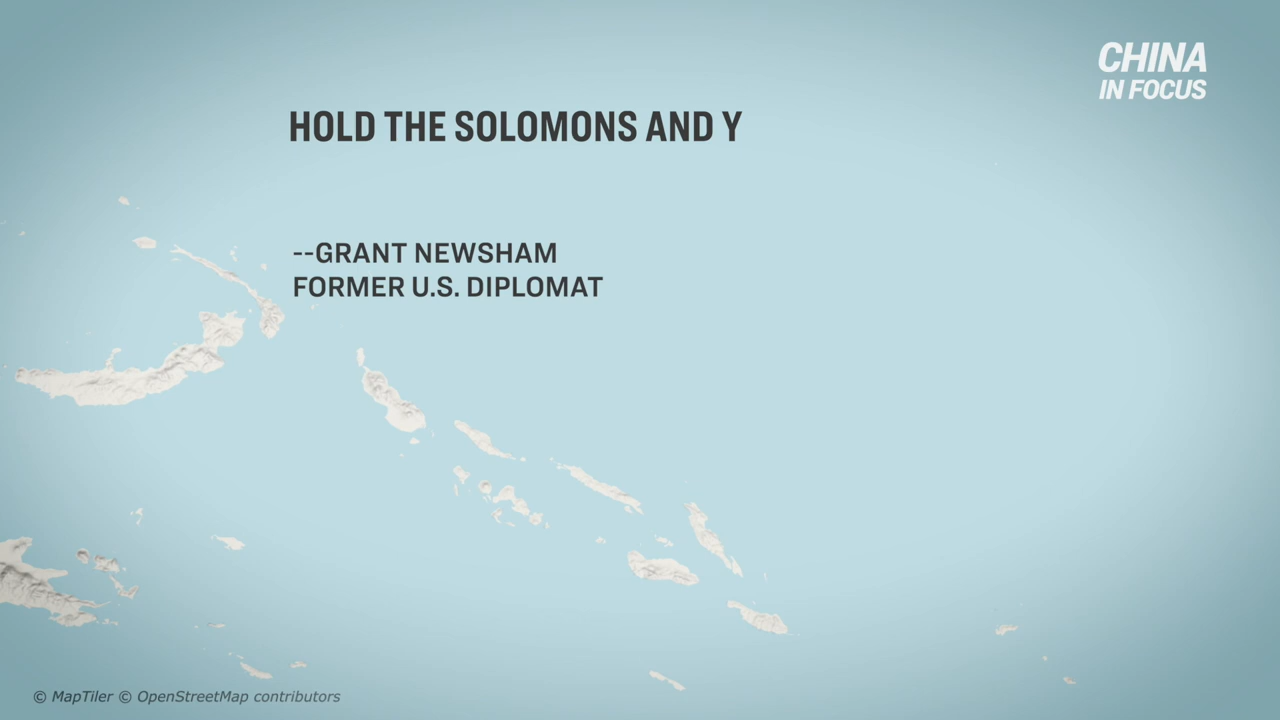 CHINA
IN FOCUS
HOLD THE SOLOMONS AND Y
--GRANT NEWSHAM
FORMER U.S. DIPLOMAT
© MapTiler © OpenStreetMap contributors